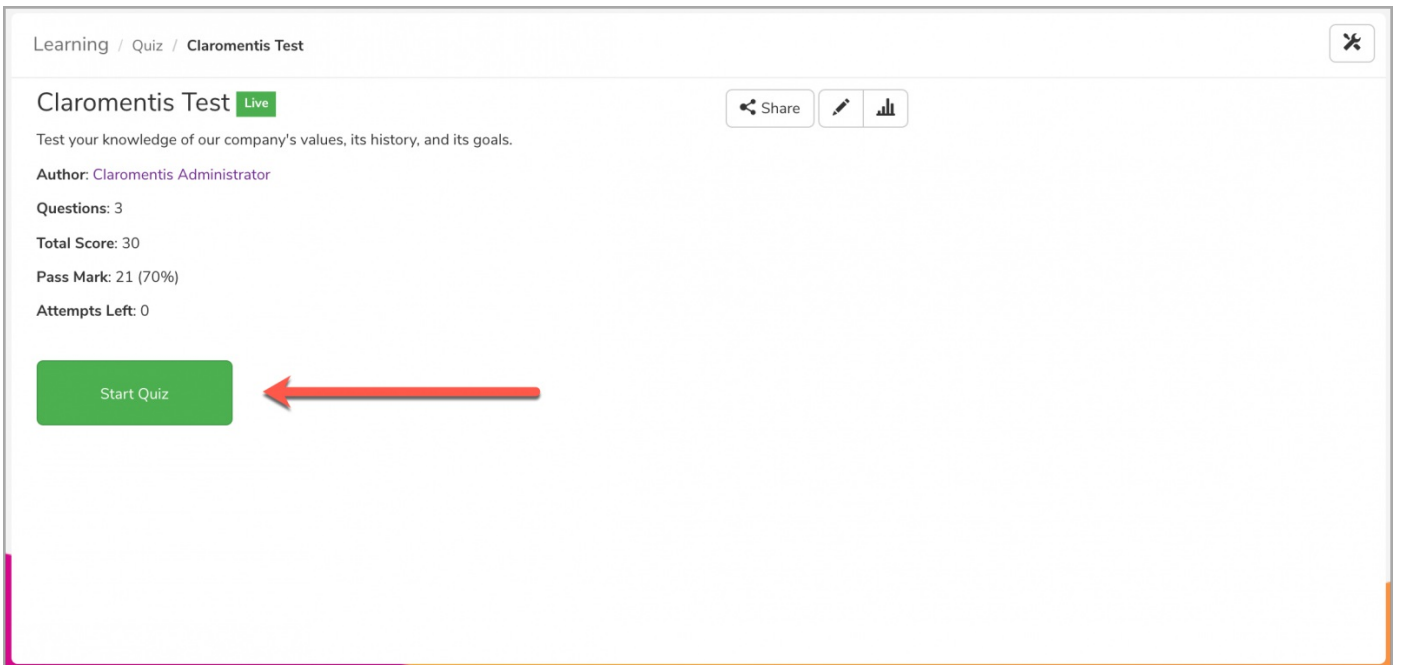 Learning / Quiz / Claromentis Test
Claromentis Test Live
Share
Test your knowledge of our company's values, its history, and its goals.
Author: Claromentis Administrator
Questions: 3
Total Score: 30
Pass Mark: 21 (70%)
Attempts Left: 0
Start Quiz